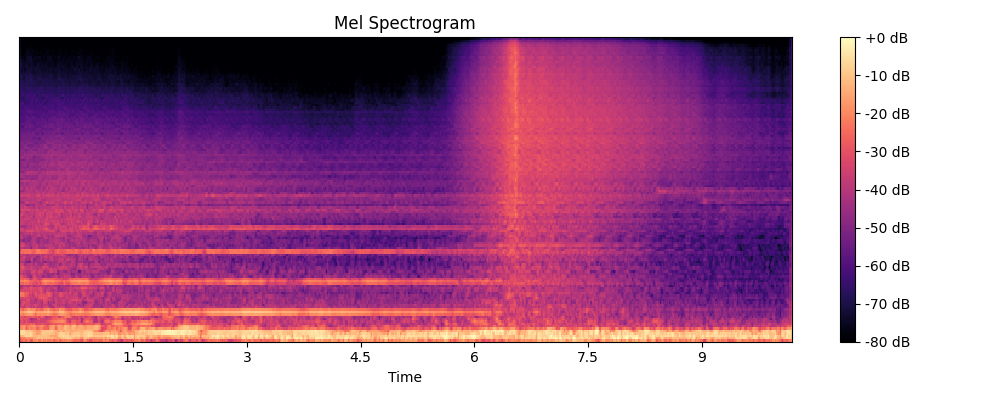 Mel Spectrogram
+0 dB
-10 dB
-20 dB
-30 dB
-40 dB
-50 dB
-60 dB
-70 dB
-80 dB
0 1.5 3 4.5 6 7.5 9
Time